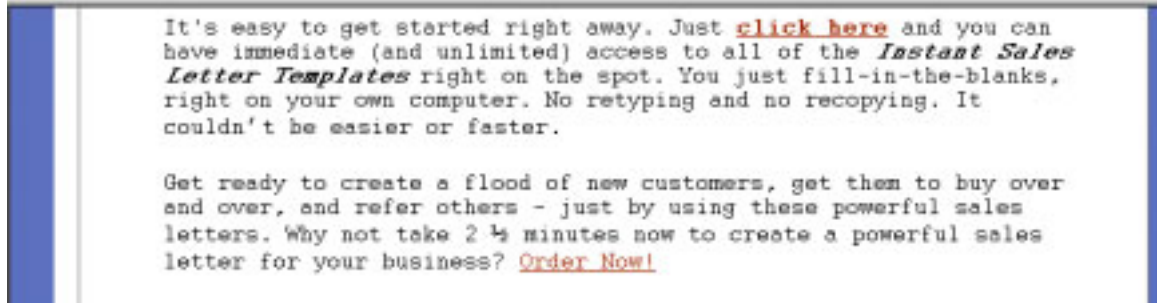 It's easy to get started right away. Just click here and you can
have immediate (and unlimited) access to all of the Instant Sales
Letter Templates right on the spot. You just fill-in-the-blanks,
right on your own computer. No retyping and no recopying. It
couldn't be easier or faster.
Get ready to create a flood of new customers, get them to buy over
and over, and refer others - just by using these powerful sales
letters. Why not take 2 ½ minutes now to create a powerful sales
letter for your business? Order Now!